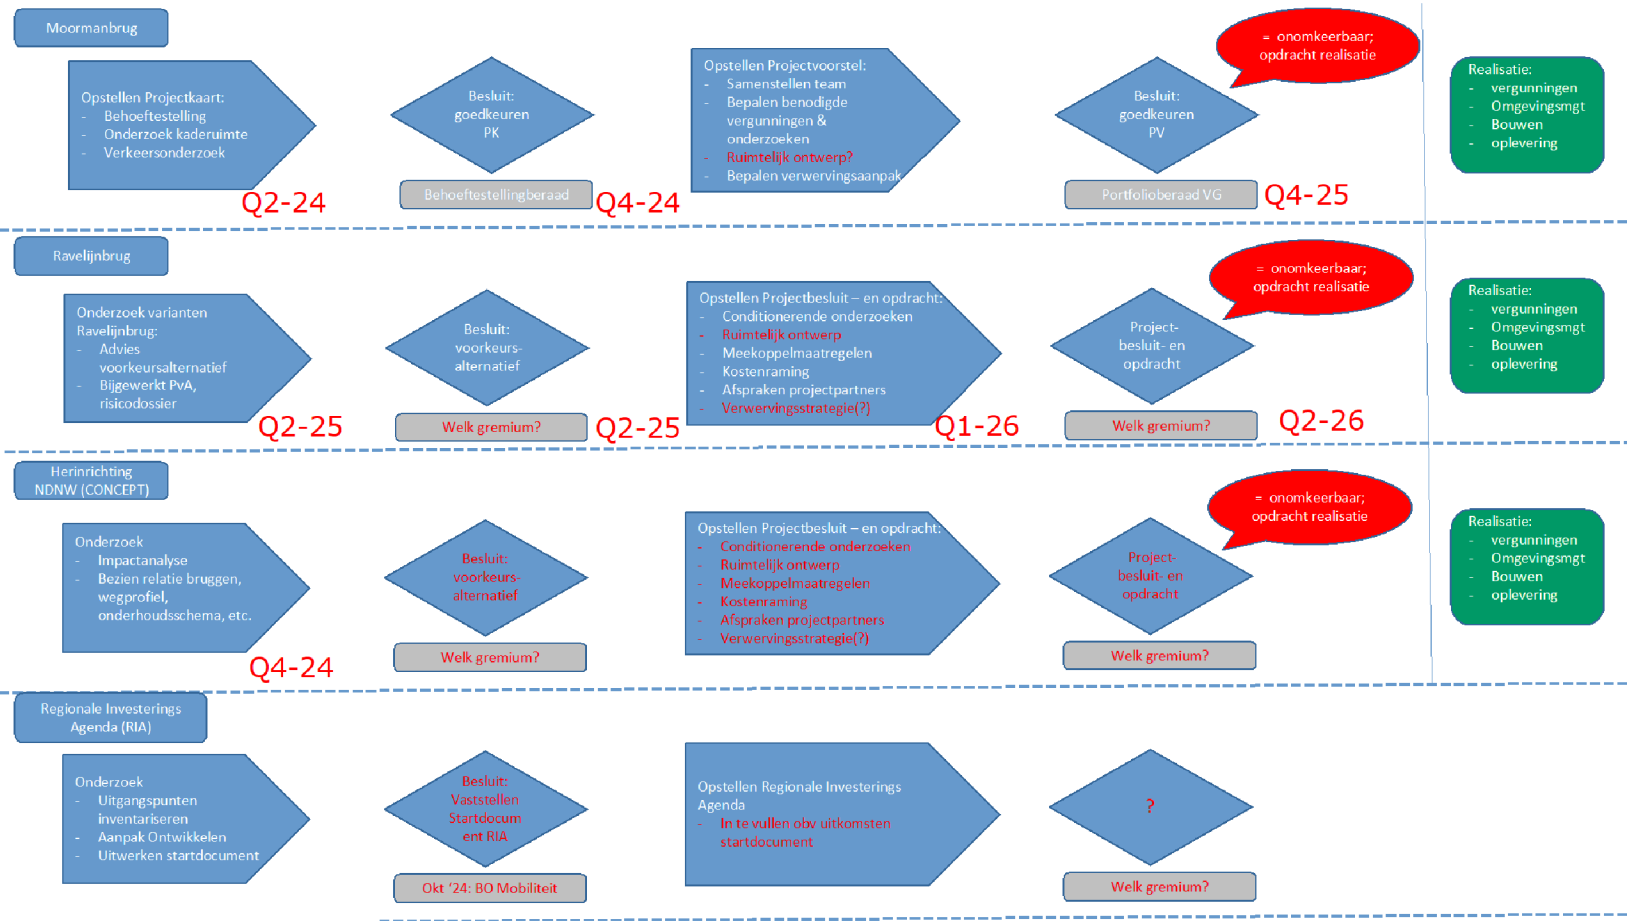 Moormanbrug
Opstellen Projectkaart:
- Behoeftestelling
- Onderzoek kaderuimte
- Verkeersonderzoek
Q2-24
Besluit:
goedkeuren
PK
Behoeftestellingberaad
Q4-24
Opstellen Projectvoorstel:
- Samenstellen team
- Bepalen benodigde
vergunningen &
onderzoeken
- Ruimtelijk ontwerp?
- Bepalen verwervingsaanpak
Besluit:
goedkeuren
PV
Portfolioberaad VG
Q4-25
= onomkeerbaar;
opdracht realisatie
Realisatie:
- vergunningen
- Omgevingsmgt
- Bouwen
- oplevering
Ravelijnbrug
Onderzoek varianten
Ravelijnbrug:
- Advies
voorkeursalternatief
- Bijgewerkt PvA,
risicodossier
Q2-25
Besluit:
voorkeurs-
alternatief
Welk gremium?
Q2-25
Opstellen Projectbesluit – en opdracht:
- Conditionerende onderzoeken
- Ruimtelijk ontwerp
- Meekoppelmaatregelen
- Kostenraming
- Afspraken projectpartners
- Verwervingsstrategie(?)
Q1-26
Project-
besluit- en
opdracht
Welk gremium?
Q2-26
= onomkeerbaar;
opdracht realisatie
Realisatie:
- vergunningen
- Omgevingsmgt
- Bouwen
- oplevering
Herinrichting
NDNW (CONCEPT)
Onderzoek
- Impactanalyse
- Bezien relatie bruggen,
wegprofiel,
onderhoudsschema, etc.
Q4-24
Besluit:
voorkeurs-
alternatief
Welk gremium?
Opstellen Projectbesluit – en opdracht:
- Conditionerende onderzoeken
- Ruimtelijk ontwerp
- Meekoppelmaatregelen
- Kostenraming
- Afspraken projectpartners
- Verwervingsstrategie(?)
Project-
besluit- en
opdracht
Welk gremium?
= onomkeerbaar;
opdracht realisatie
Realisatie:
- vergunningen
- Omgevingsmgt
- Bouwen
- oplevering
Regionale Investerings
Agenda (RIA)
Onderzoek
- Uitgangspunten
inventariseren
- Aanpak Ontwikkelen
- Uitwerken startdocument
Besluit:
Vaststellen
Startdocum
ent RIA
Okt ‘24: BO Mobiliteit
Opstellen Regionale Investerings
Agenda
- In te vullen obv uitkomsten
startdocument
?
Welk gremium?